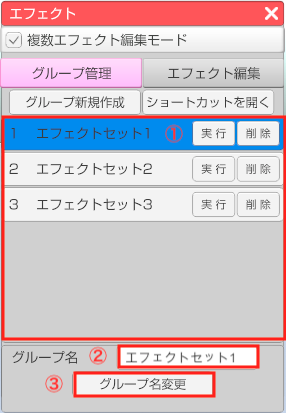 エフェクト
複数エフェクト編集モード
グループ管理 エフェクト編集
グループ新規作成 ショートカットを開く
1 エフェクトセット1 ① 実行 削除
2 エフェクトセット2 実行 削除
3 エフェクトセット3 実行 削除
グループ名 ② エフェクトセット1
③ グループ名変更